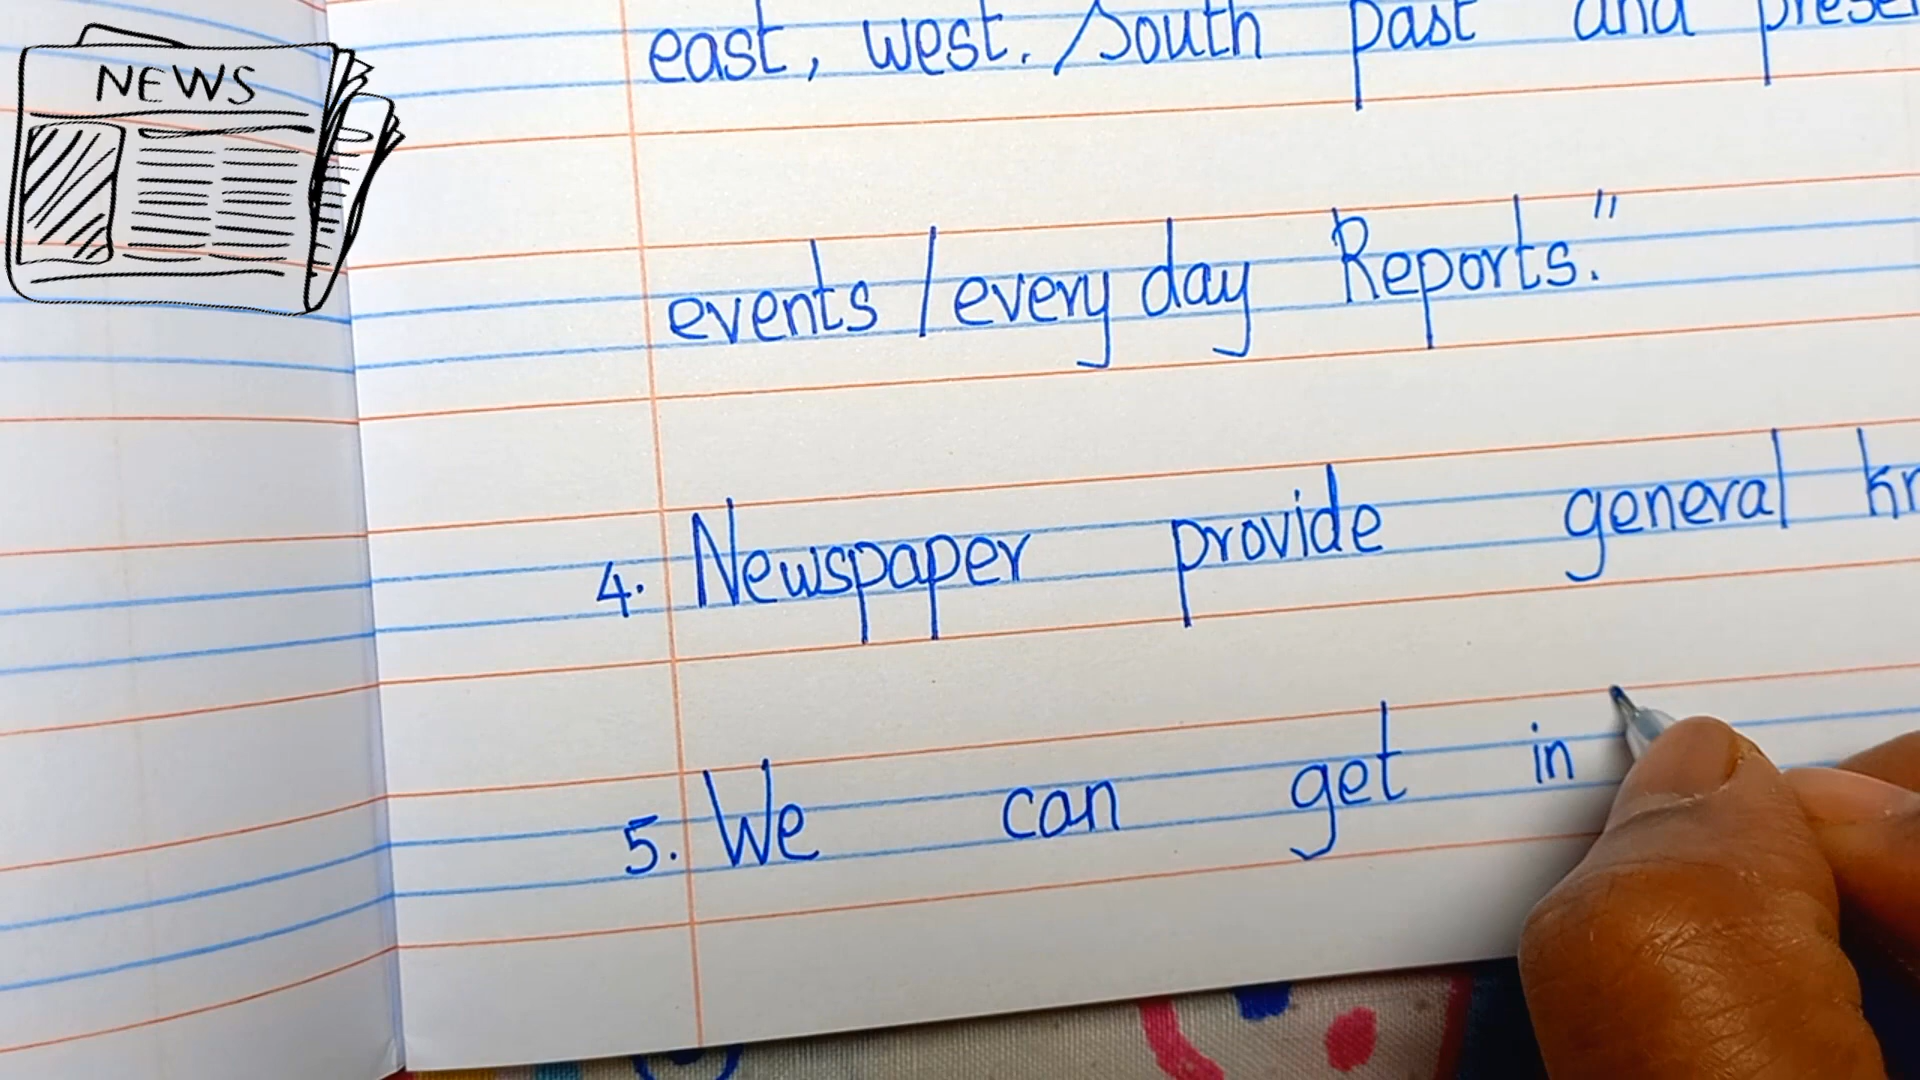 NEWS
east, west. /South past and
events / every day Reports."
4. Newspaper provide general
5. We can get in